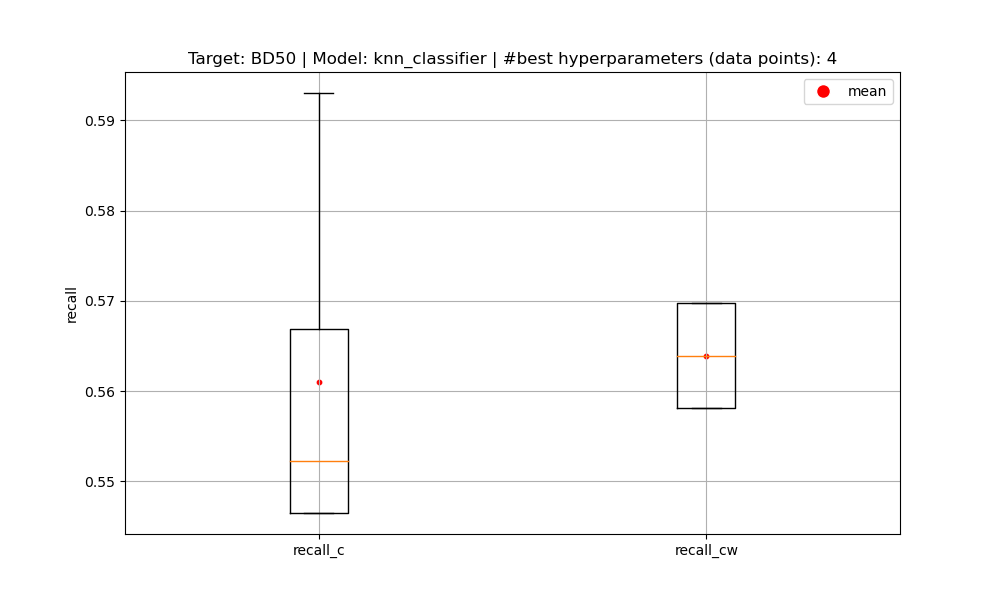 Target: BD50 | Model: knn_classifier | #best hyperparameters (data points): 4
mean
0.59
0.58
0.57
0.56
0.55
recall
recall_c
recall_cw